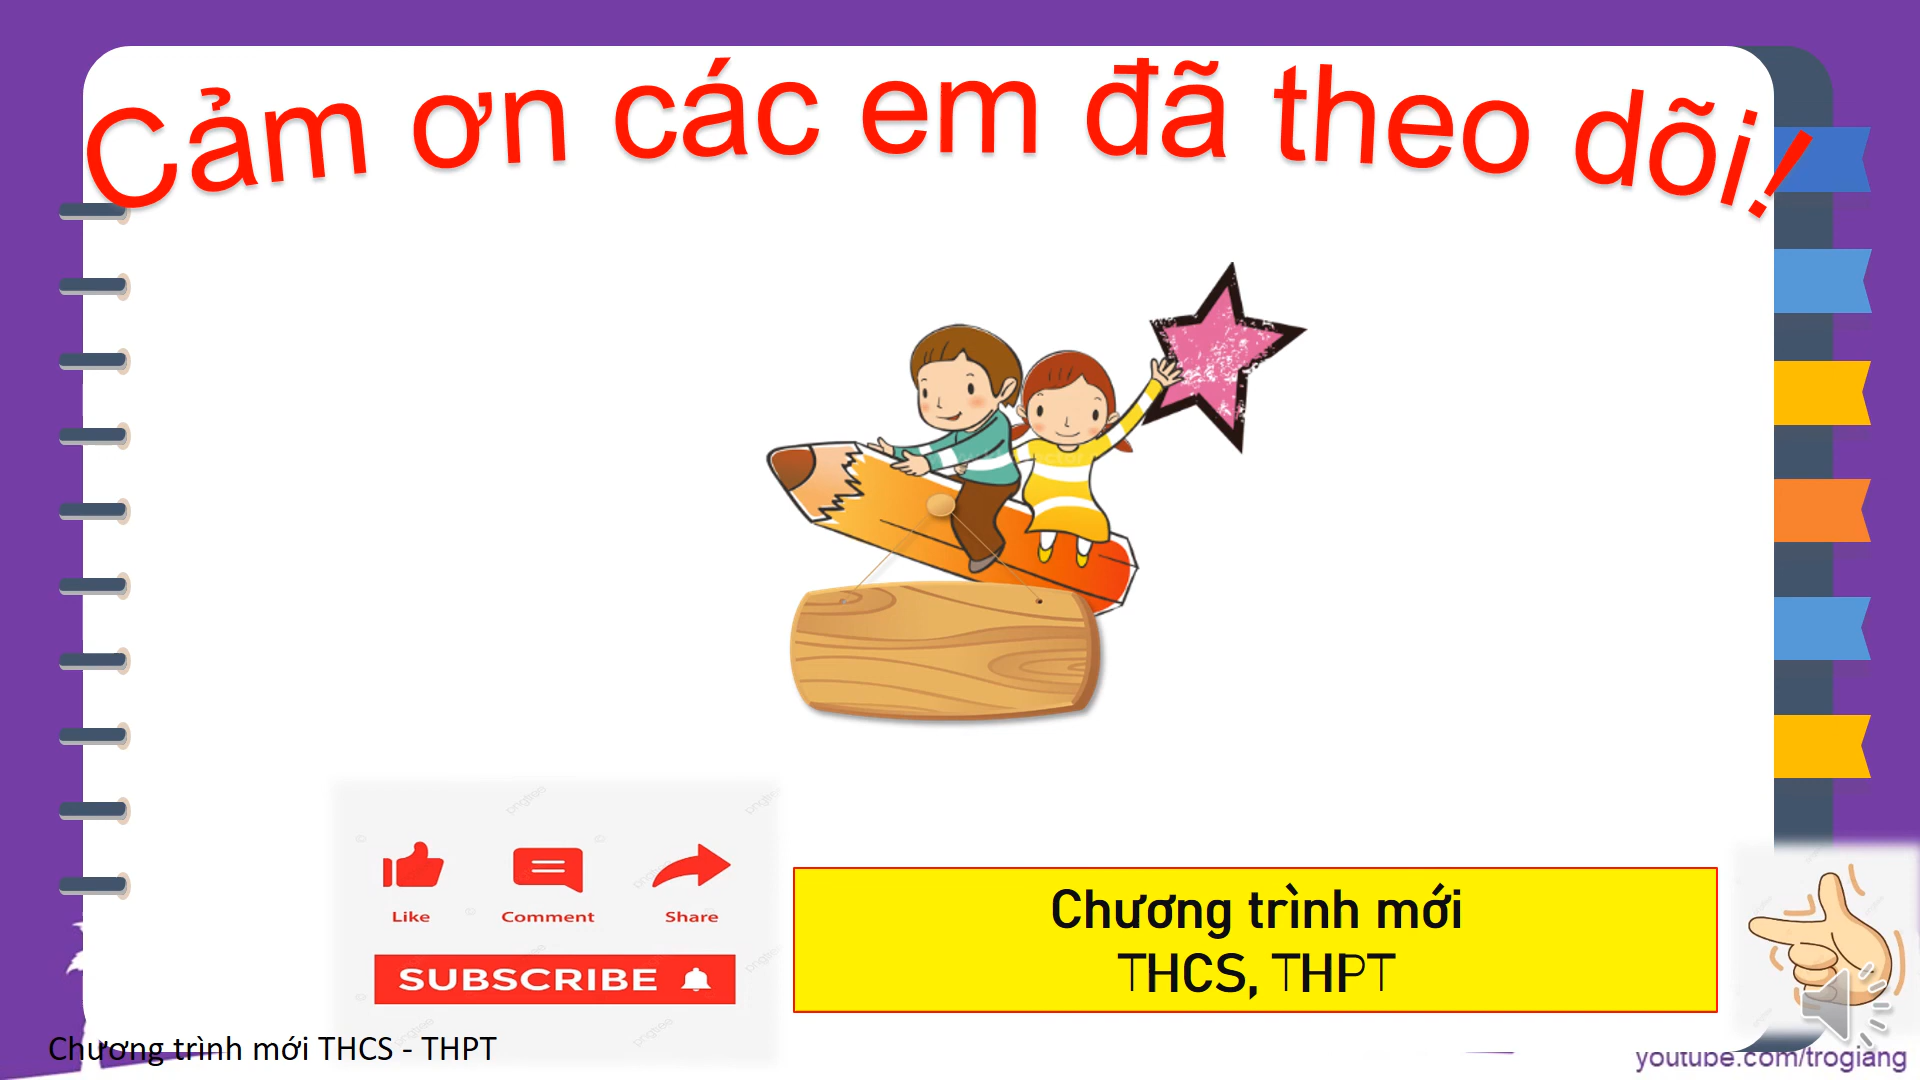 Cảm ơn các em đã theo dõi!
Like
Comment
Share
SUBSCRIBE
Chương trình mới
THCS, THPT
Chương trình mới THCS - THPT
youtube.com/trogiang